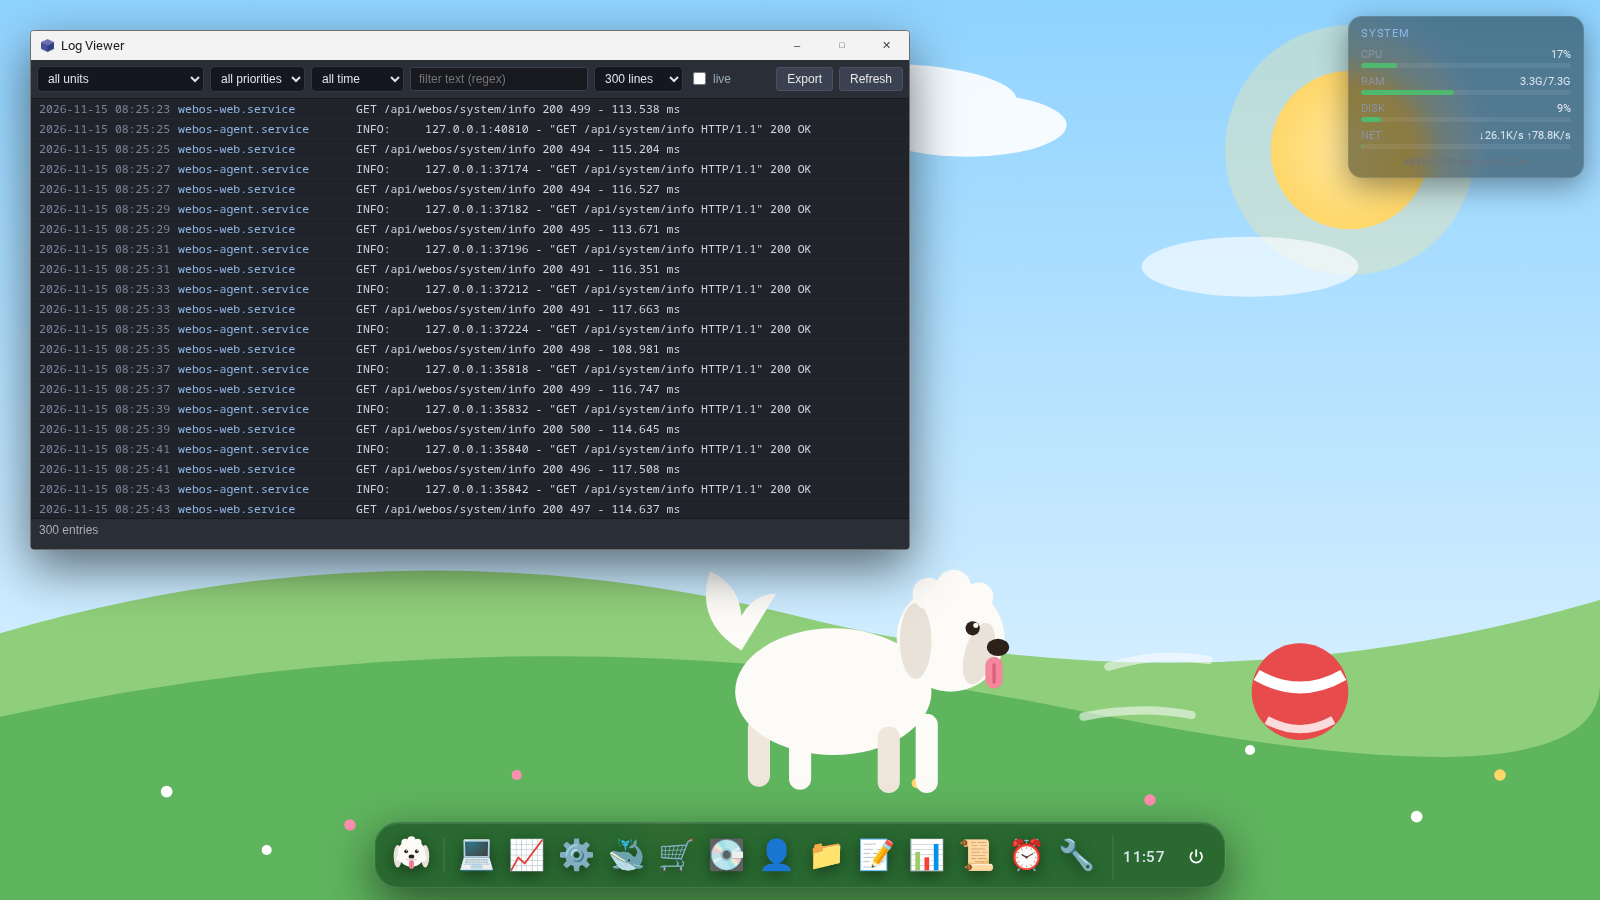 Log Viewer
all units all priorities all time filter text (regex) 300 lines live Export Refresh
2026-11-15 08:25:23 webos-web.service GET /api/webos/system/info 200 499 - 113.538 ms
2026-11-15 08:25:25 webos-agent.service INFO: 127.0.0.1:40810 - "GET /api/system/info HTTP/1.1" 200 OK
2026-11-15 08:25:25 webos-web.service GET /api/webos/system/info 200 494 - 115.204 ms
2026-11-15 08:25:27 webos-agent.service INFO: 127.0.0.1:37174 - "GET /api/system/info HTTP/1.1" 200 OK
2026-11-15 08:25:27 webos-web.service GET /api/webos/system/info 200 494 - 116.527 ms
2026-11-15 08:25:29 webos-agent.service INFO: 127.0.0.1:37182 - "GET /api/system/info HTTP/1.1" 200 OK
2026-11-15 08:25:29 webos-web.service GET /api/webos/system/info 200 495 - 113.671 ms
2026-11-15 08:25:31 webos-agent.service INFO: 127.0.0.1:37196 - "GET /api/system/info HTTP/1.1" 200 OK
2026-11-15 08:25:31 webos-web.service GET /api/webos/system/info 200 491 - 116.351 ms
2026-11-15 08:25:33 webos-agent.service INFO: 127.0.0.1:37212 - "GET /api/system/info HTTP/1.1" 200 OK
2026-11-15 08:25:33 webos-web.service GET /api/webos/system/info 200 491 - 117.663 ms
2026-11-15 08:25:35 webos-agent.service INFO: 127.0.0.1:37224 - "GET /api/system/info HTTP/1.1" 200 OK
2026-11-15 08:25:35 webos-web.service GET /api/webos/system/info 200 498 - 108.981 ms
2026-11-15 08:25:37 webos-agent.service INFO: 127.0.0.1:35818 - "GET /api/system/info HTTP/1.1" 200 OK
2026-11-15 08:25:37 webos-web.service GET /api/webos/system/info 200 499 - 116.747 ms
2026-11-15 08:25:39 webos-agent.service INFO: 127.0.0.1:35832 - "GET /api/system/info HTTP/1.1" 200 OK
2026-11-15 08:25:39 webos-web.service GET /api/webos/system/info 200 500 - 114.645 ms
2026-11-15 08:25:41 webos-agent.service INFO: 127.0.0.1:35840 - "GET /api/system/info HTTP/1.1" 200 OK
2026-11-15 08:25:41 webos-web.service GET /api/webos/system/info 200 496 - 117.508 ms
2026-11-15 08:25:43 webos-agent.service INFO: 127.0.0.1:35842 - "GET /api/system/info HTTP/1.1" 200 OK
2026-11-15 08:25:43 webos-web.service GET /api/webos/system/info 200 497 - 114.637 ms
300 entries
SYSTEM
CPU 17%
RAM 3.3G/7.3G
DISK 9%
NET ↓26.1K/s ↑78.8K/s
11:57